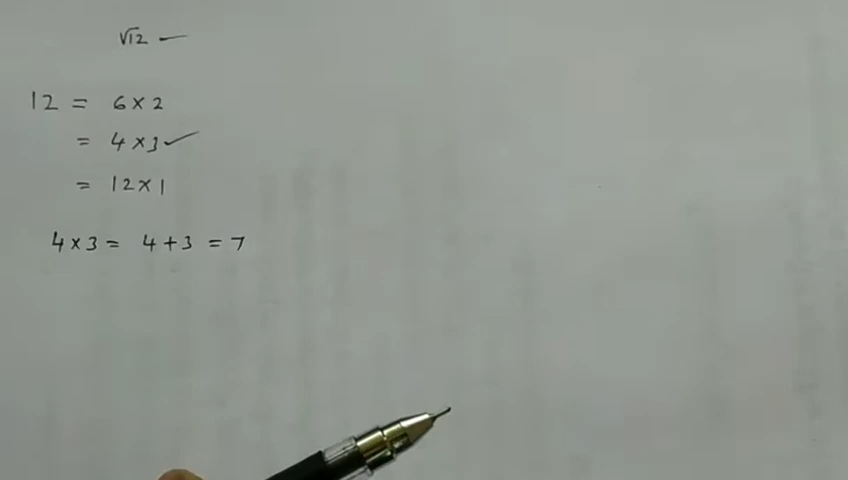 √12 —
12 = 6 × 2
= 4 × 3 ✓
= 12 × 1
4 × 3 = 4 + 3 = 7